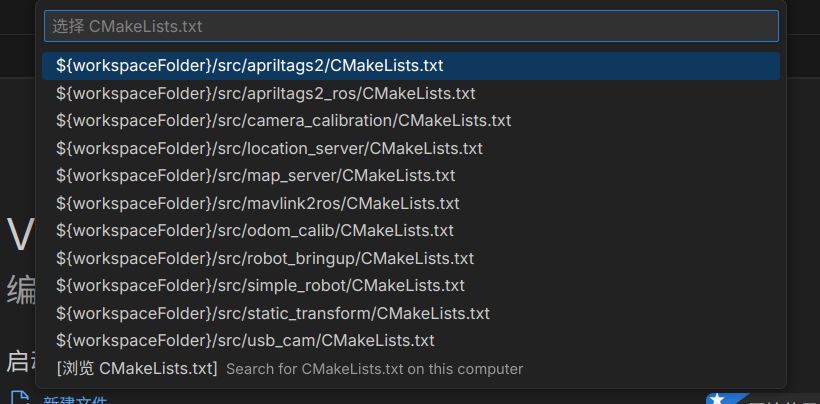 选择 CMakeLists.txt
${workspaceFolder}/src/apriltags2/CMakeLists.txt
${workspaceFolder}/src/apriltags2_ros/CMakeLists.txt
${workspaceFolder}/src/camera_calibration/CMakeLists.txt
${workspaceFolder}/src/location_server/CMakeLists.txt
${workspaceFolder}/src/map_server/CMakeLists.txt
${workspaceFolder}/src/mavlink2ros/CMakeLists.txt
${workspaceFolder}/src/odom_calib/CMakeLists.txt
${workspaceFolder}/src/robot_bringup/CMakeLists.txt
${workspaceFolder}/src/simple_robot/CMakeLists.txt
${workspaceFolder}/src/static_transform/CMakeLists.txt
${workspaceFolder}/src/usb_cam/CMakeLists.txt
[浏览 CMakeLists.txt] Search for CMakeLists.txt on this computer
V
编
启动
新建文件